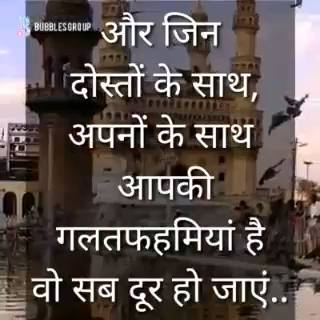 BUBBLESGROUP
और जिन
दोस्तों के साथ,
अपनों के साथ
आपकी
गलतफहमियां है
वो सब दूर हो जाएं..